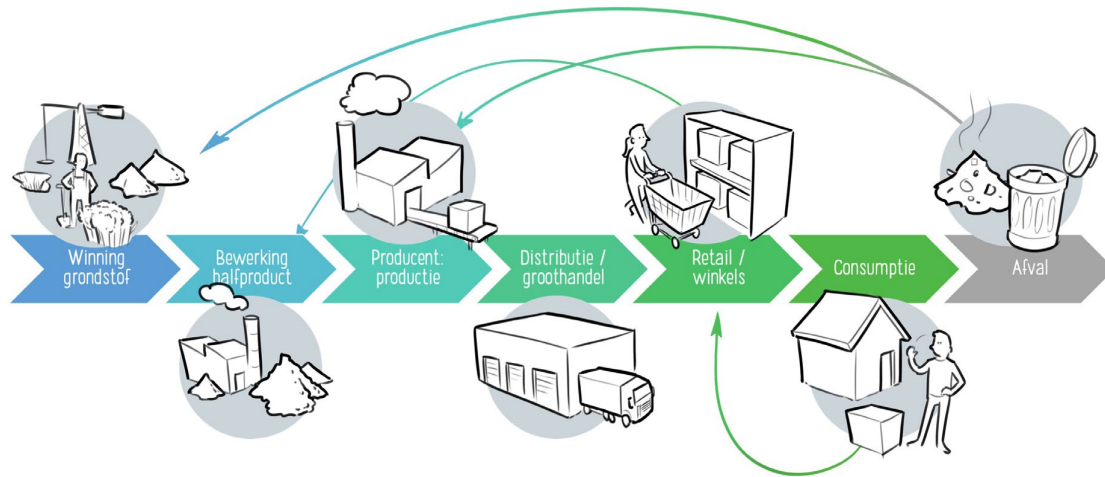 Winning
grondstof
Bewerking
halfproduct
Producent:
productie
Distributie /
groothandel
Retail /
winkels
Consumptie
Afval